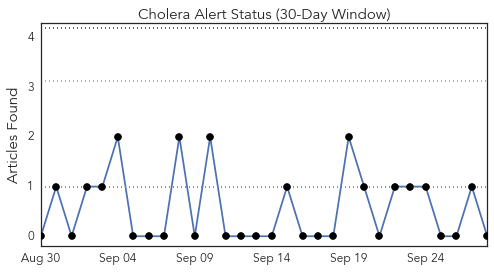 Cholera Alert Status (30-Day Window)
Articles Found
4
3
2
1
0
Aug 30 Sep 04 Sep 09 Sep 14 Sep 19 Sep 24